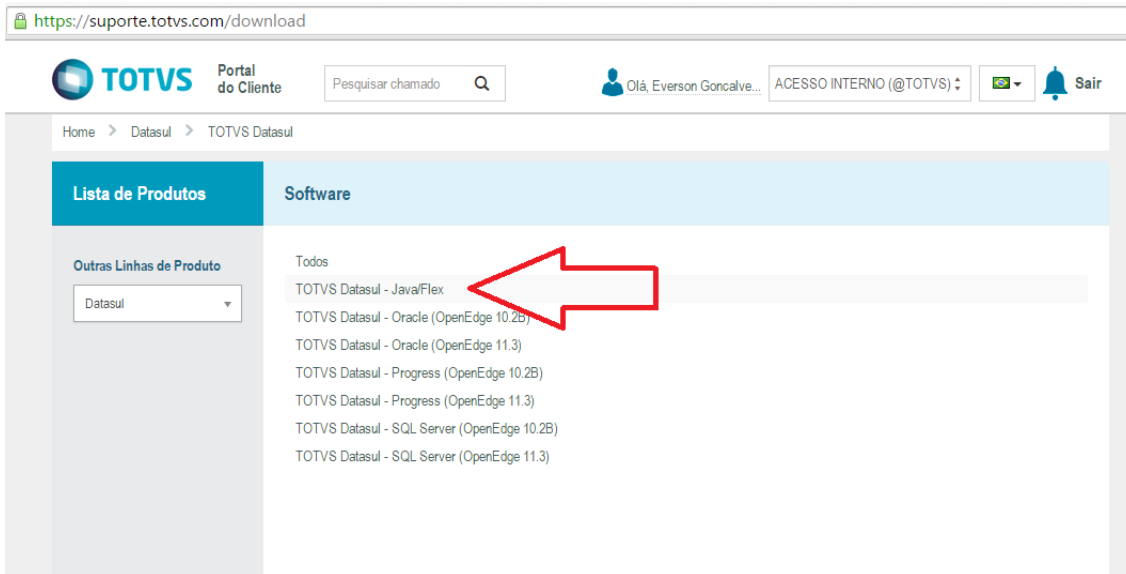 https://suporte.totvs.com/download
TOTVS Portal do Cliente Pesquisar chamado Olá, Everson Goncalve... ACESSO INTERNO (@TOTVS) Sair
Home > Datasul > TOTVS Datasul
Lista de Produtos Software
Outras Linhas de Produto
Datasul
Todos
TOTVS Datasul - Java/Flex
TOTVS Datasul - Oracle (OpenEdge 10.2B)
TOTVS Datasul - Oracle (OpenEdge 11.3)
TOTVS Datasul - Progress (OpenEdge 10.2B)
TOTVS Datasul - Progress (OpenEdge 11.3)
TOTVS Datasul - SQL Server (OpenEdge 10.2B)
TOTVS Datasul - SQL Server (OpenEdge 11.3)